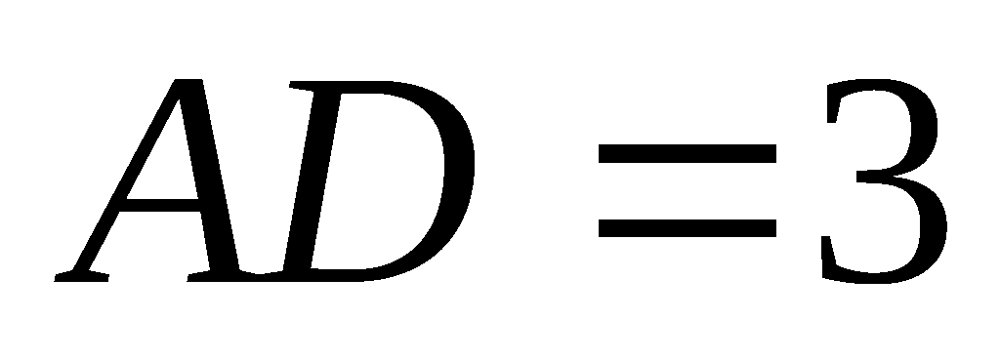 AD = 3